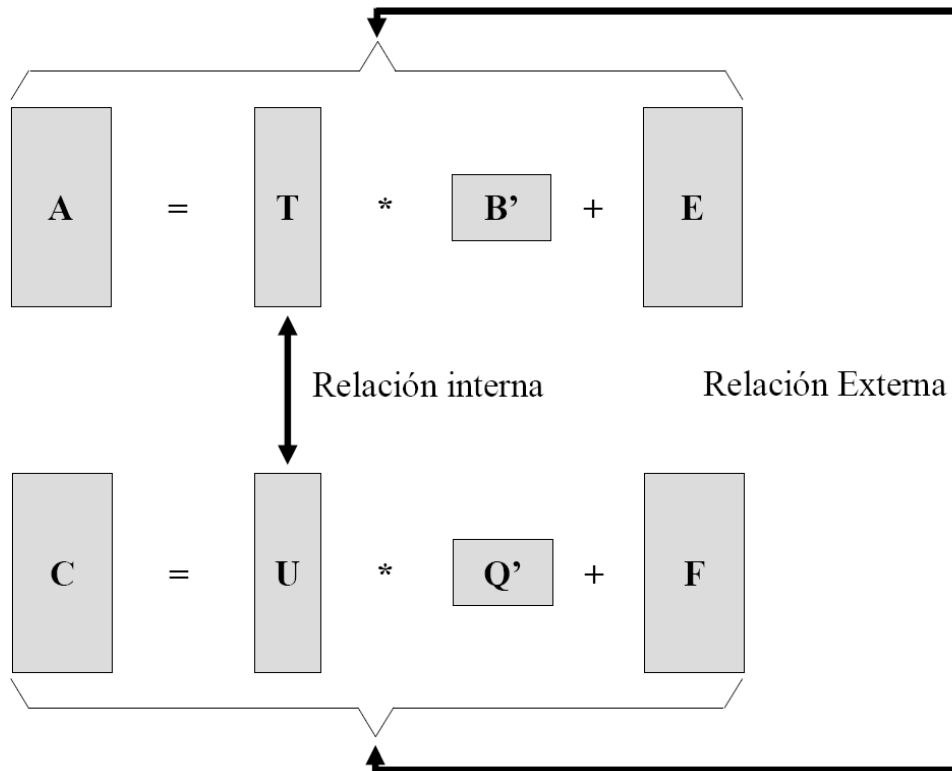 A = T * B’ + E
Relación interna
Relación Externa
C = U * Q’ + F